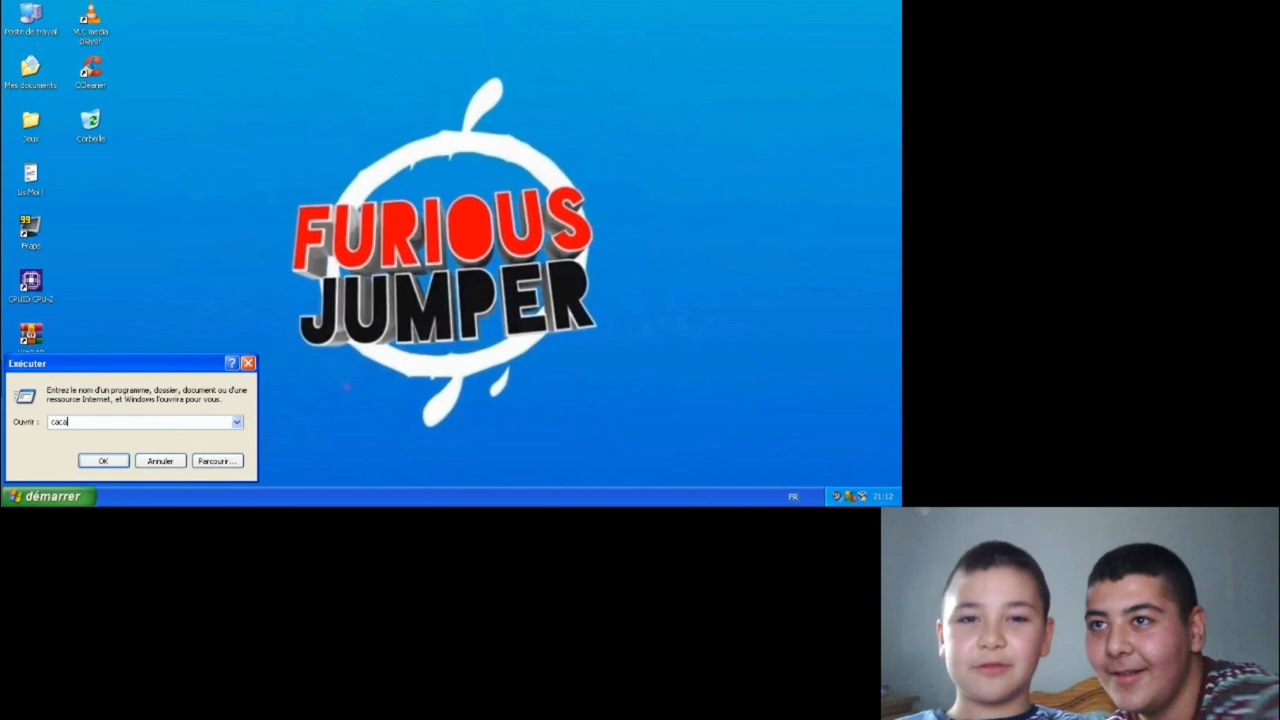 Poste de travail
VLC media
player
Mes documents
CCleaner
Jeux
Corbeille
Lis Moi !
99
Fraps
CPUID CPU-Z
FURIOUS
JUMPER
Exécuter
Entrez le nom d'un programme, dossier, document ou d'une
ressource Internet, et Windows l'ouvrira pour vous.
Ouvrir :
caca
OK
Annuler
Parcourir...
démarrer
FR
21:12